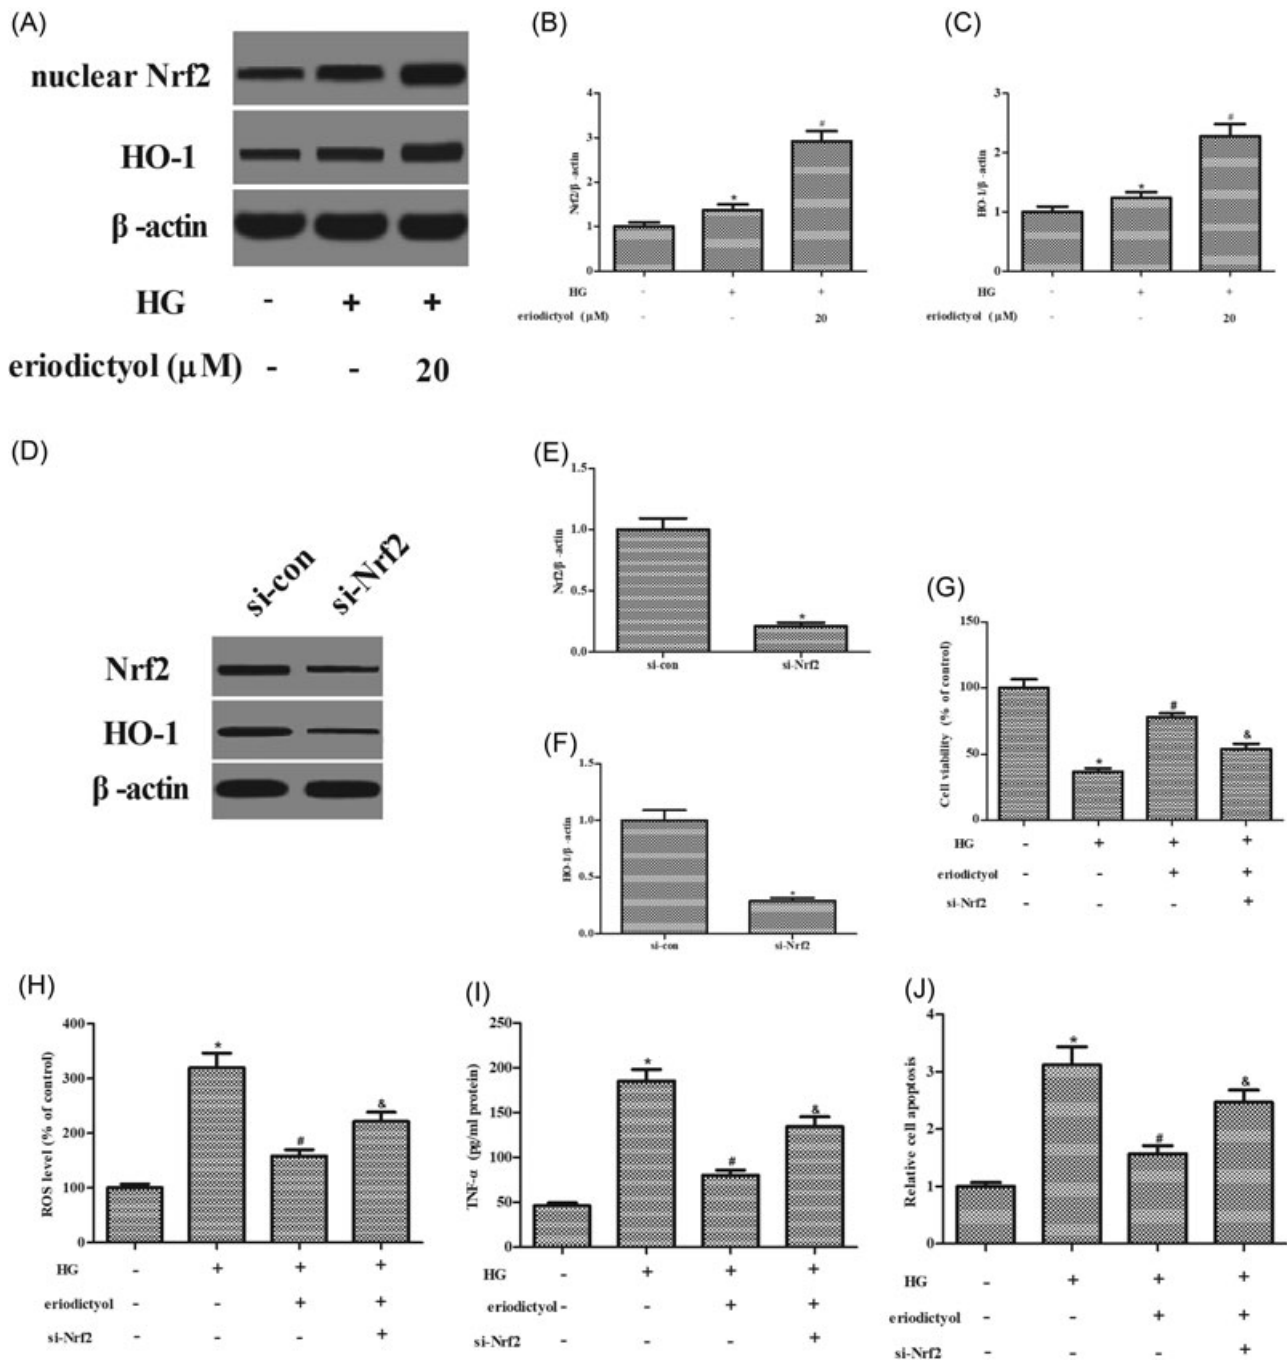 (A)
nuclear Nrf2
HO-1
β -actin
HG - + +
eriodictyol (μM) - - 20
(B)
Nrf2/β -actin
4
3
2
1
0
* #
HG - + +
eriodictyol (μM) - - 20
(C)
HO-1/β -actin
3
2
1
0
* #
HG - + +
eriodictyol (μM) - - 20
(D)
si-con si-Nrf2
Nrf2
HO-1
β -actin
(E)
Nrf2/β -actin
1.5
1.0
0.5
0.0
*
si-con si-Nrf2
(F)
HO-1/β -actin
1.5
1.0
0.5
0.0
*
si-con si-Nrf2
(G)
Cell viability (% of control)
150
100
50
0
* # &
HG - + + +
eriodictyol - - + +
si-Nrf2 - - - +
(H)
ROS level (% of control)
400
300
200
100
0
* # &
HG - + + +
eriodictyol - - + +
si-Nrf2 - - - +
(I)
TNF-α (pg/ml protein)
250
200
150
100
50
0
* # &
HG - + + +
eriodictyol - - + +
si-Nrf2 - - - +
(J)
Relative cell apoptosis
4
3
2
1
0
* # &
HG - + + +
eriodictyol - - + +
si-Nrf2 - - - +